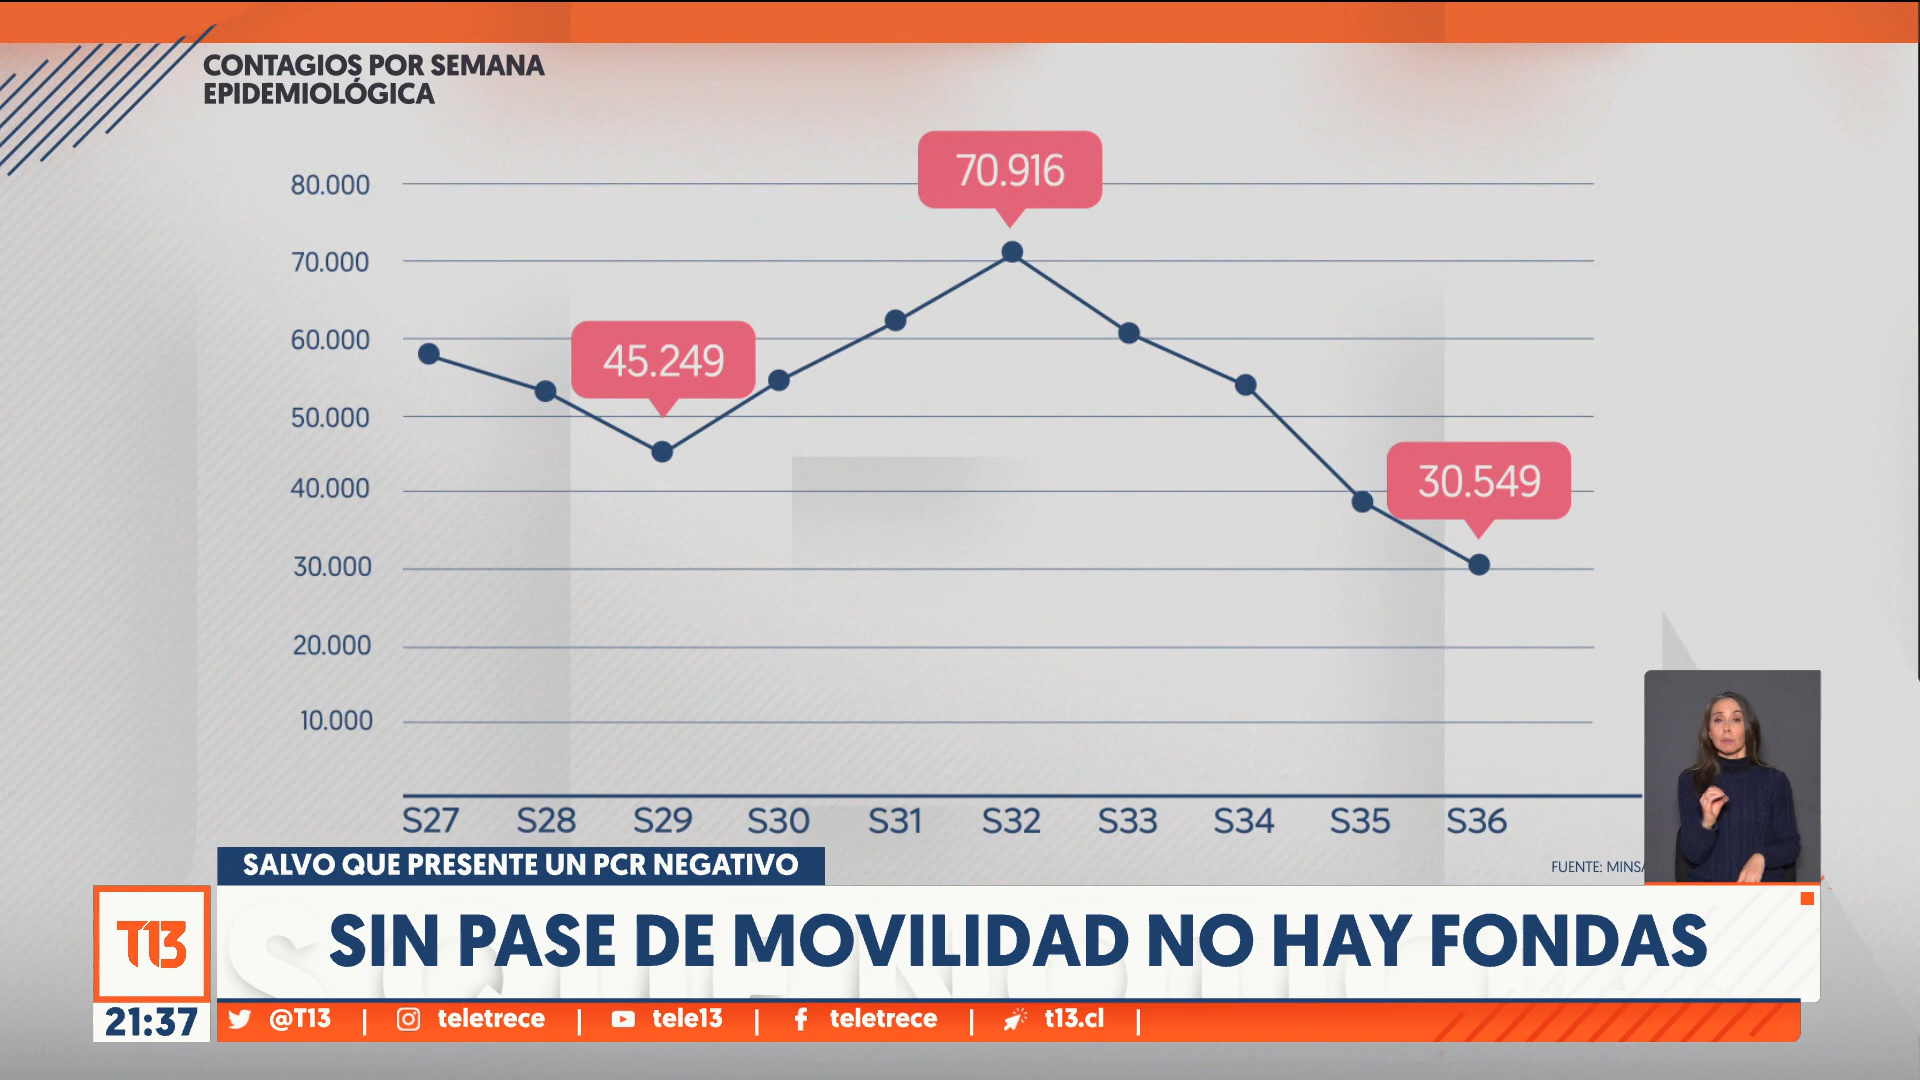 CONTAGIOS POR SEMANA
EPIDEMIOLÓGICA
80.000
70.000
60.000
50.000
40.000
30.000
20.000
10.000
45.249
70.916
30.549
S27 S28 S29 S30 S31 S32 S33 S34 S35 S36
FUENTE: MINSA
SALVO QUE PRESENTE UN PCR NEGATIVO
SIN PASE DE MOVILIDAD NO HAY FONDAS
T13
21:37
@T13 | teletrece | tele13 | teletrece | t13.cl |